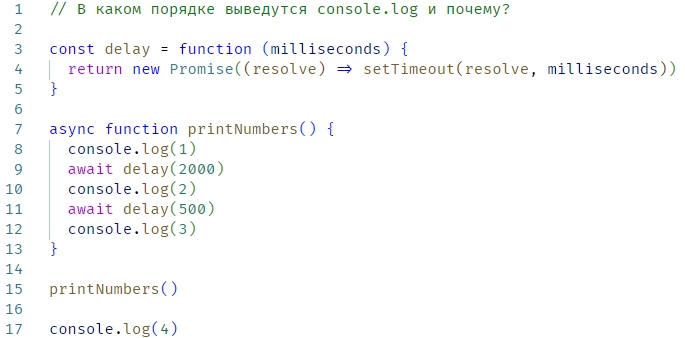 1 // В каком порядке выведутся console.log и почему?
2
3 const delay = function (milliseconds) {
4 return new Promise((resolve) => setTimeout(resolve, milliseconds))
5 }
6
7 async function printNumbers() {
8 console.log(1)
9 await delay(2000)
10 console.log(2)
11 await delay(500)
12 console.log(3)
13 }
14
15 printNumbers()
16
17 console.log(4)